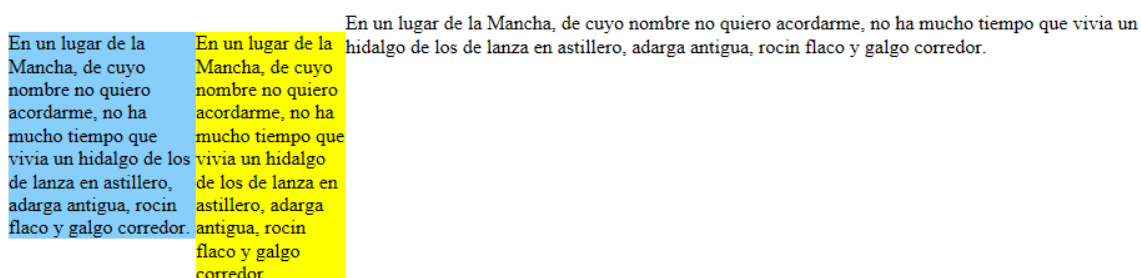 En un lugar de la
Mancha, de cuyo
nombre no quiero
acordarme, no ha
mucho tiempo que
vivia un hidalgo de los
de lanza en astillero,
adarga antigua, rocin
flaco y galgo corredor.
En un lugar de la
Mancha, de cuyo
nombre no quiero
acordarme, no ha
mucho tiempo que
vivia un hidalgo
de los de lanza en
astillero, adarga
antigua, rocin
flaco y galgo
corredor
En un lugar de la Mancha, de cuyo nombre no quiero acordarme, no ha mucho tiempo que vivia un
hidalgo de los de lanza en astillero, adarga antigua, rocin flaco y galgo corredor.